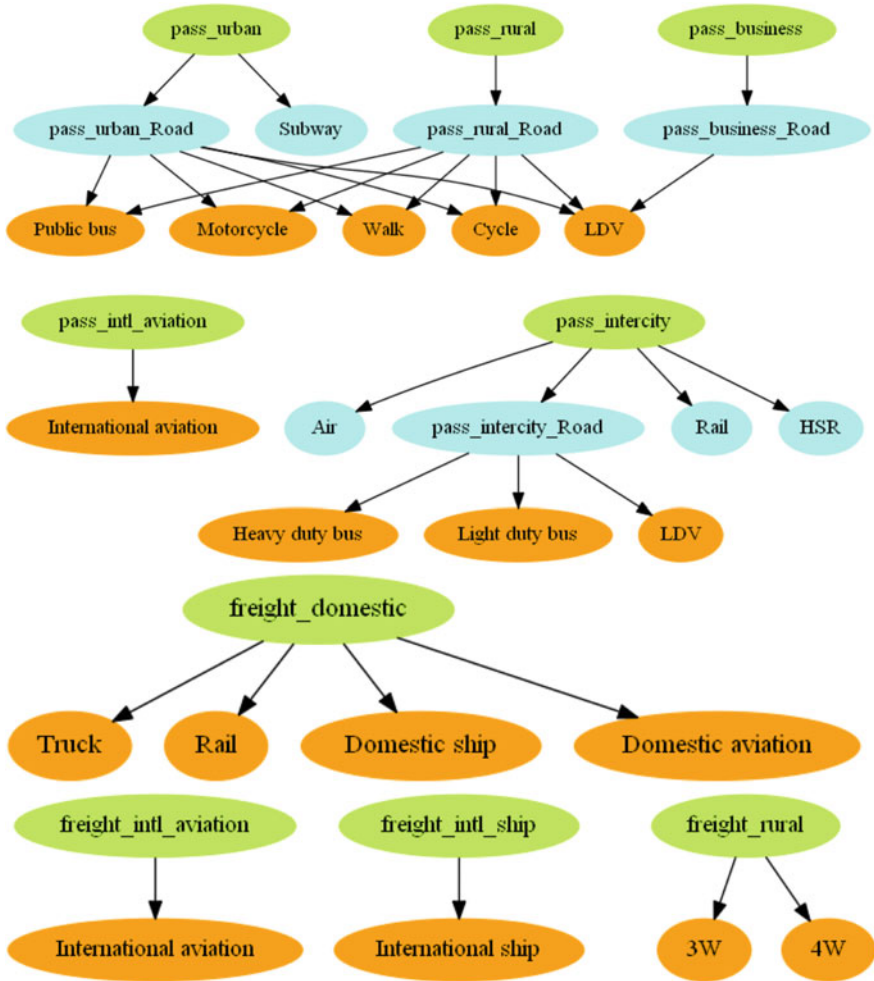 pass_urban
pass_rural
pass_business
pass_urban_Road
Subway
pass_rural_Road
pass_business_Road
Public bus
Motorcycle
Walk
Cycle
LDV
pass_intl_aviation
pass_intercity
International aviation
Air
pass_intercity_Road
Rail
HSR
Heavy duty bus
Light duty bus
LDV
freight_domestic
Truck
Rail
Domestic ship
Domestic aviation
freight_intl_aviation
freight_intl_ship
freight_rural
International aviation
International ship
3W
4W